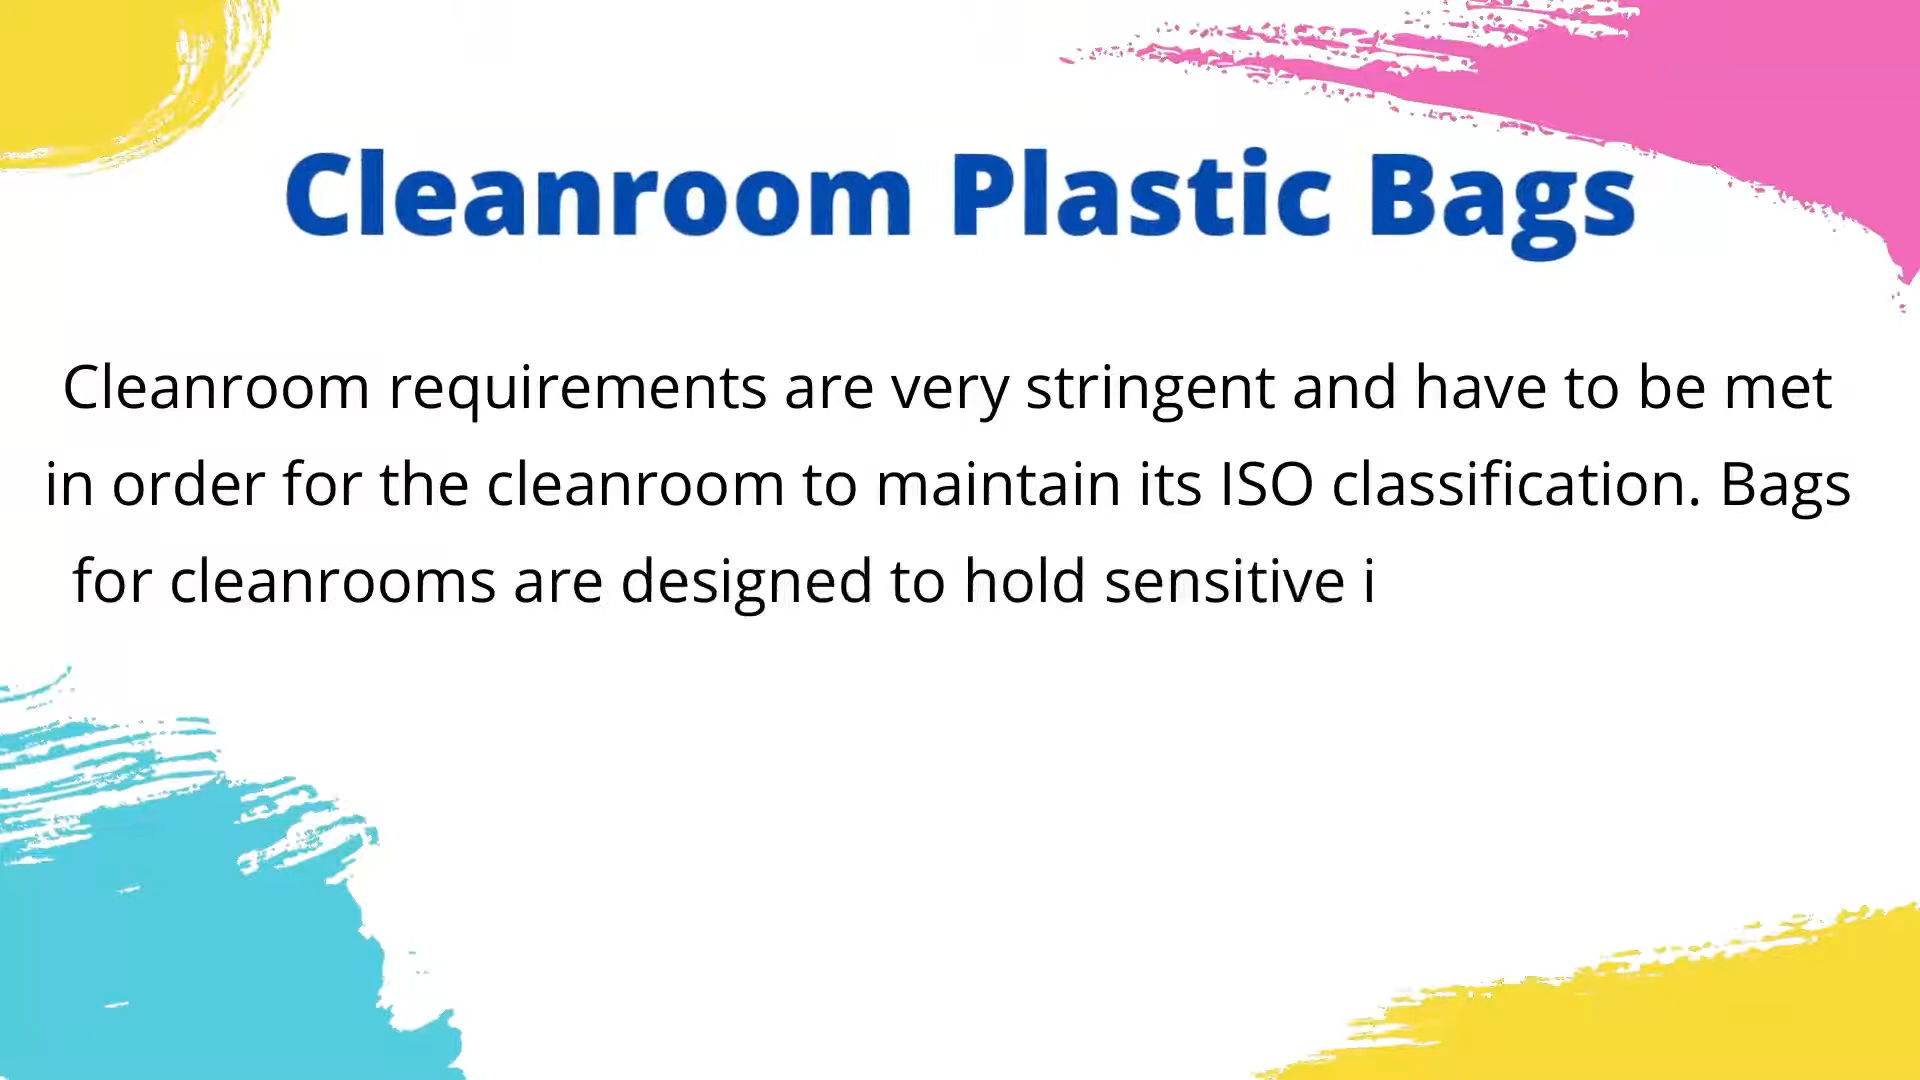 Cleanroom Plastic Bags
Cleanroom requirements are very stringent and have to be met
in order for the cleanroom to maintain its ISO classification. Bags
for cleanrooms are designed to hold sensitive i